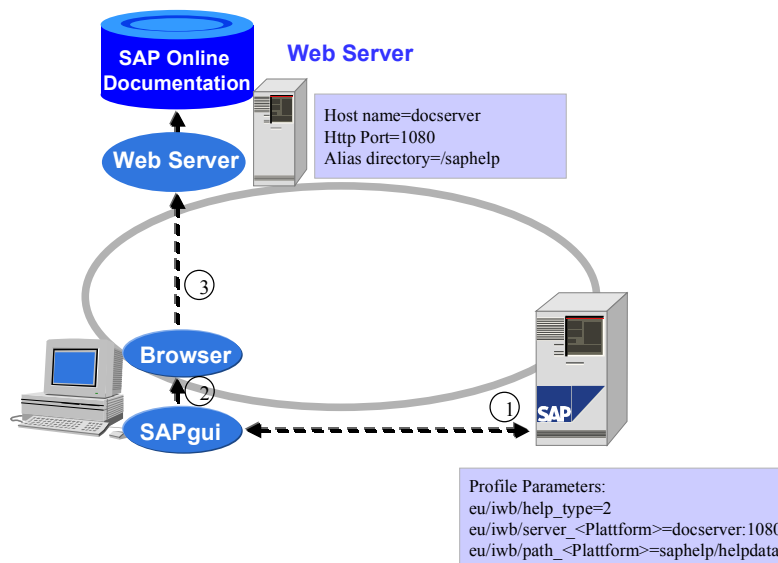 SAP Online
Documentation
Web Server
Host name=docserver
Http Port=1080
Alias directory=/saphelp
Web Server
3
Browser
2
SAPgui
1
SAP
Profile Parameters:
eu/iwb/help_type=2
eu/iwb/server_<Plattform>=docserver:1080
eu/iwb/path_<Plattform>=saphelp/helpdata